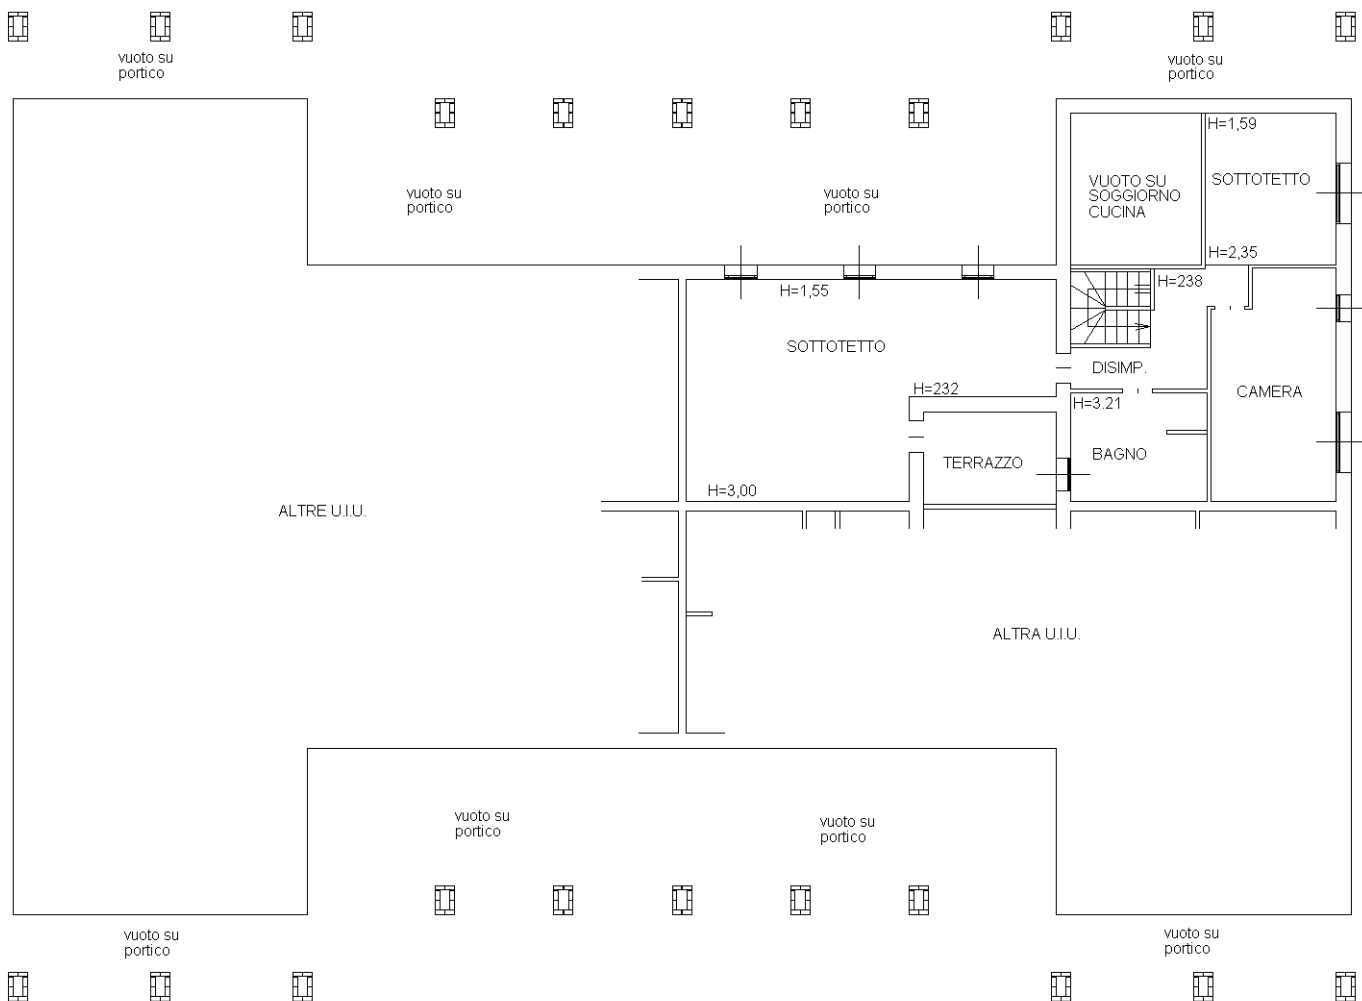 vuoto su
portico
vuoto su
portico
H=1,59
VUOTO SU
SOGGIORNO
CUCINA
SOTTOTETTO
vuoto su
portico
vuoto su
portico
H=2,35
H=238
H=1,55
SOTTOTETTO
DISIMP.
H=232
CAMERA
H=3.21
BAGNO
TERRAZZO
H=3,00
ALTRE U.I.U.
ALTRA U.I.U.
vuoto su
portico
vuoto su
portico
vuoto su
portico
vuoto su
portico